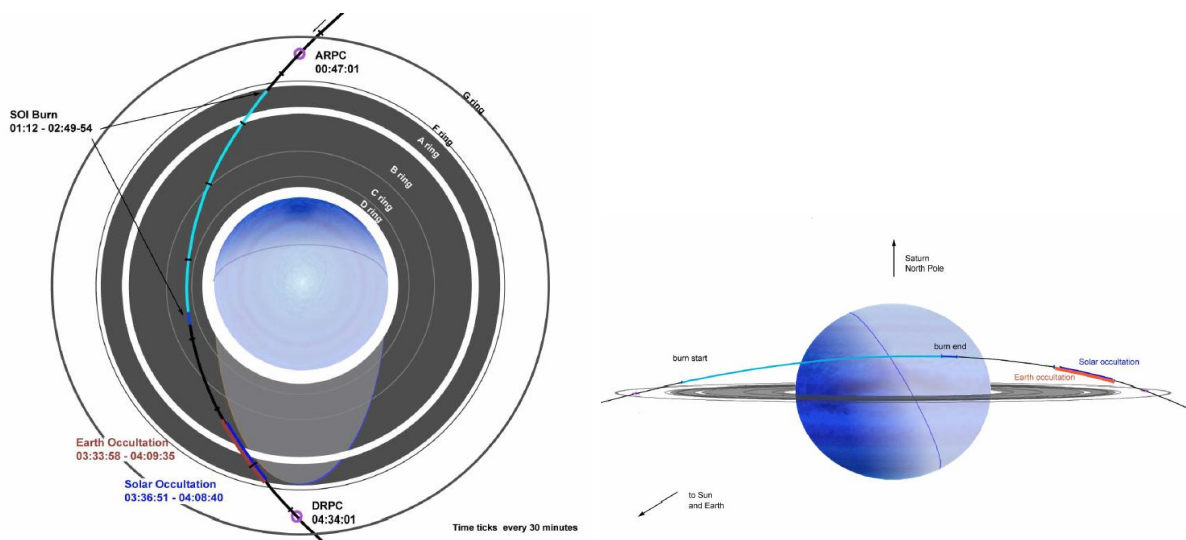 ARPC
00:47:01
G ring
SOI Burn
01:12 - 02:49-54
F ring
A ring
B ring
C ring
D ring
Earth Occultation
03:33:58 - 04:09:35
Solar Occultation
03:36:51 - 04:08:40
DRPC
04:34:01
Time ticks every 30 minutes
Saturn
North Pole
burn start
burn end
Solar occultation
Earth occultation
to Sun
and Earth